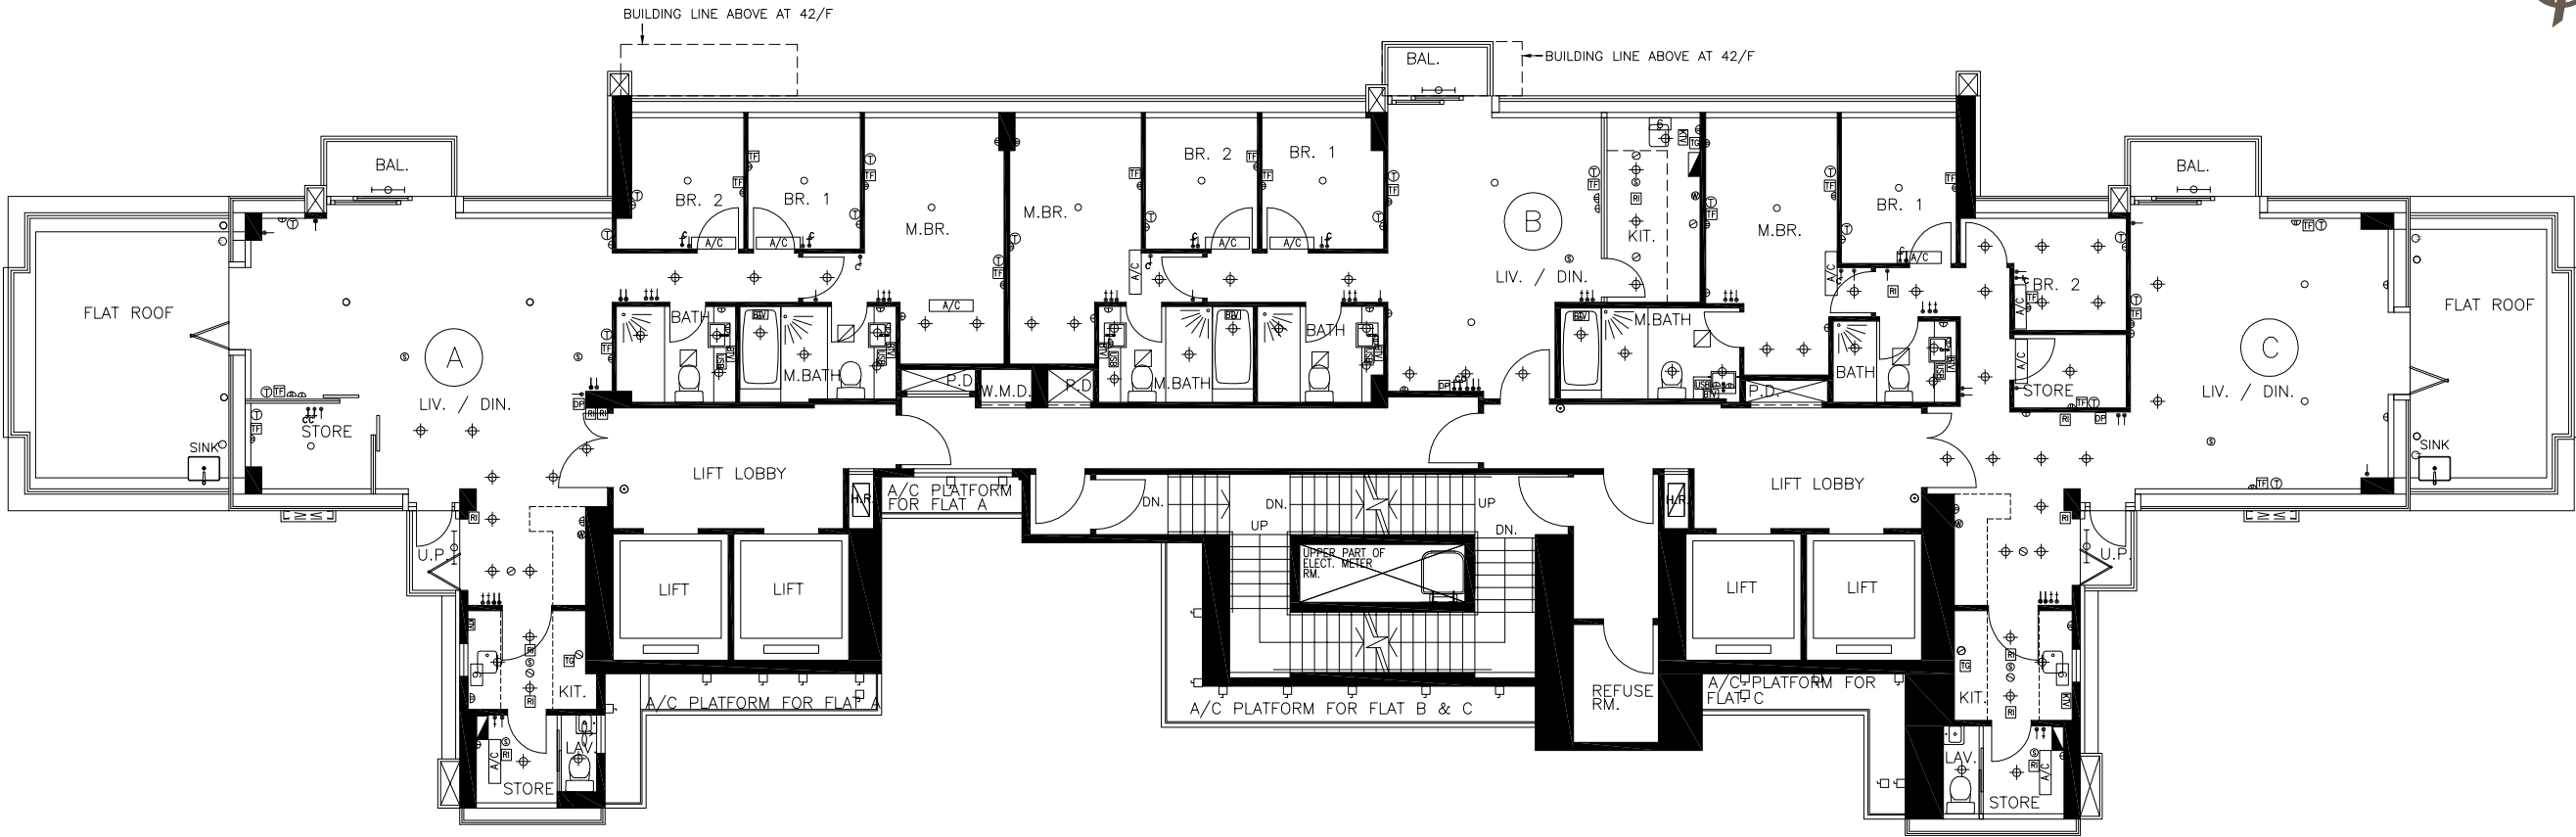 BUILDING LINE ABOVE AT 42/F
BAL.
BUILDING LINE ABOVE AT 42/F
BAL.
BR. 2
BR. 1
M.BR.
M.BR.
BR. 2
BR. 1
B
LIV. / DIN.
KIT.
M.BR.
BR. 1
BR. 2
BAL.
FLAT ROOF
A
LIV. / DIN.
STORE
SINK
BATH
M.BATH
A/C
A/C
A/C
P.D
W.M.D.
P.D
M.BATH
BATH
A/C
A/C
A/C
M.BATH
P.D.
BATH
A/C
A/C
A/C
A/C
STORE
C
LIV. / DIN.
FLAT ROOF
SINK
LIFT LOBBY
H.R.
A/C PLATFORM
FOR FLAT A
DN.
UP
DN.
UP
DN.
UPPER PART OF
ELECT. METER
RM.
H.R.
LIFT LOBBY
U.P.
LIFT
LIFT
LIFT
LIFT
U.P.
KIT.
A/C PLATFORM FOR FLAT A
A/C
STORE
LAV.
A/C PLATFORM FOR FLAT B & C
REFUSE
RM.
A/C PLATFORM FOR
FLAT C
KIT.
LAV.
STORE
A/C